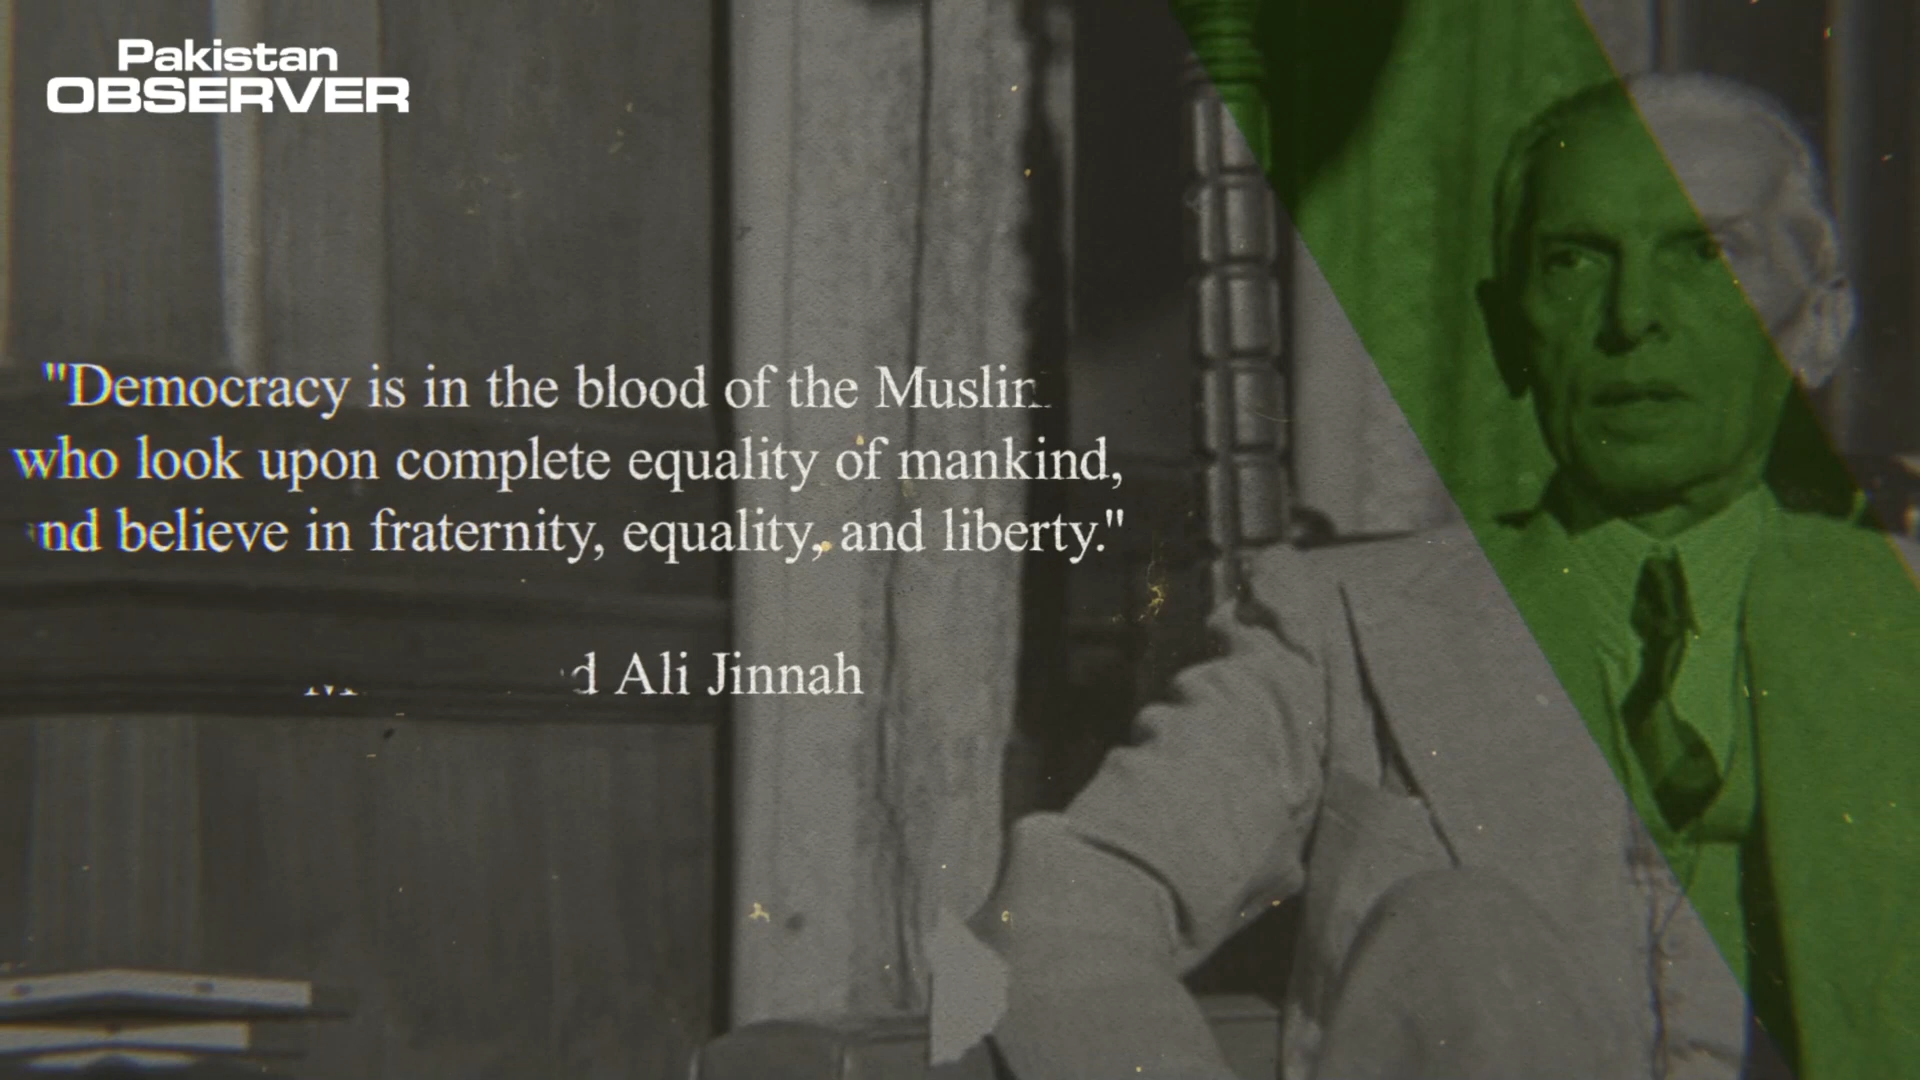 Pakistan
OBSERVER
"Democracy is in the blood of the
who look upon complete equality of mankind,
believe in fraternity, equality, and liberty."
Ali Jinnah